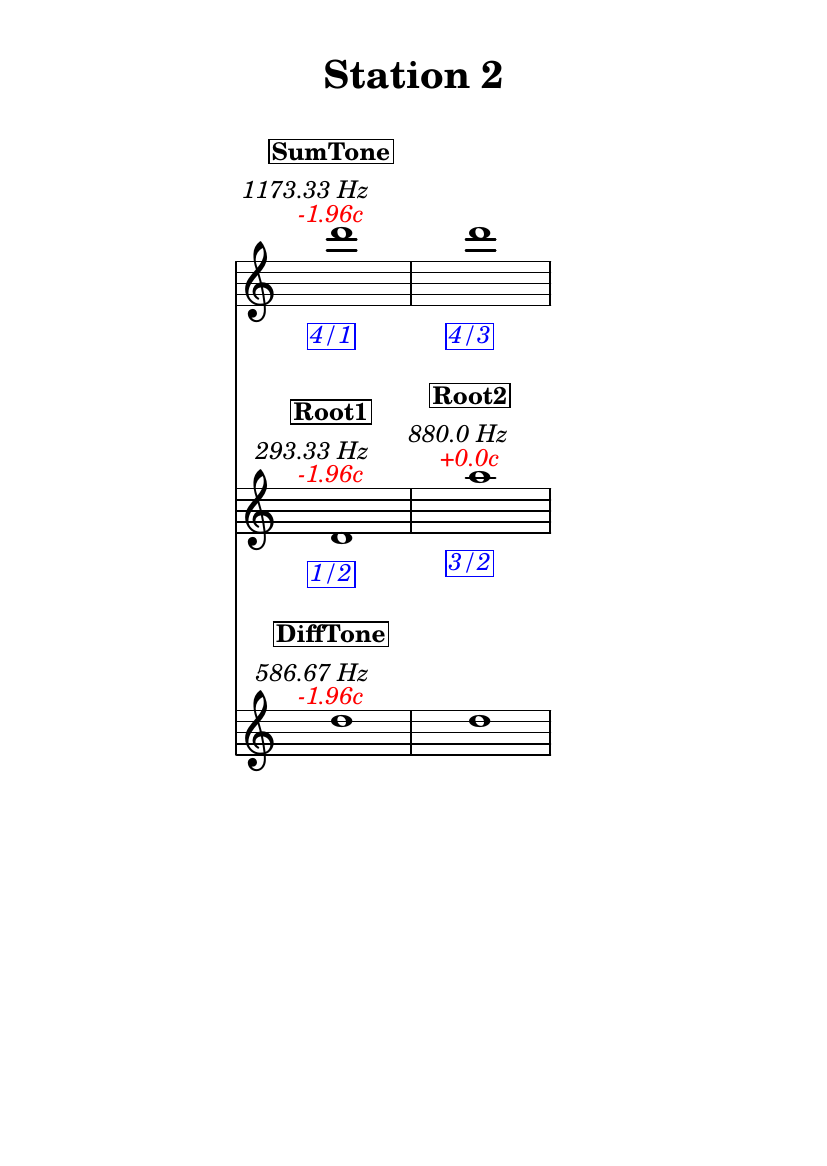 Station 2
SumTone
1173.33 Hz
-1.96c
4/1
4/3
Root1
293.33 Hz
-1.96c
Root2
880.0 Hz
+0.0c
1/2
3/2
DiffTone
586.67 Hz
-1.96c